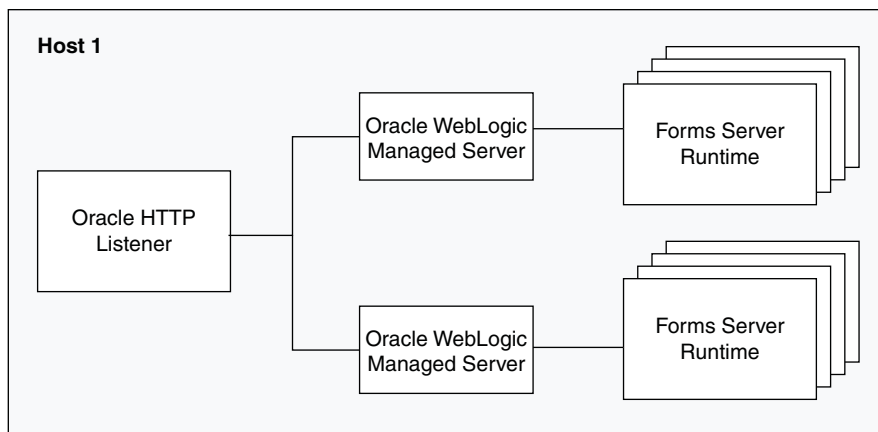 Host 1
Oracle HTTP
Listener
Oracle WebLogic
Managed Server
Forms Server
Runtime
Oracle WebLogic
Managed Server
Forms Server
Runtime